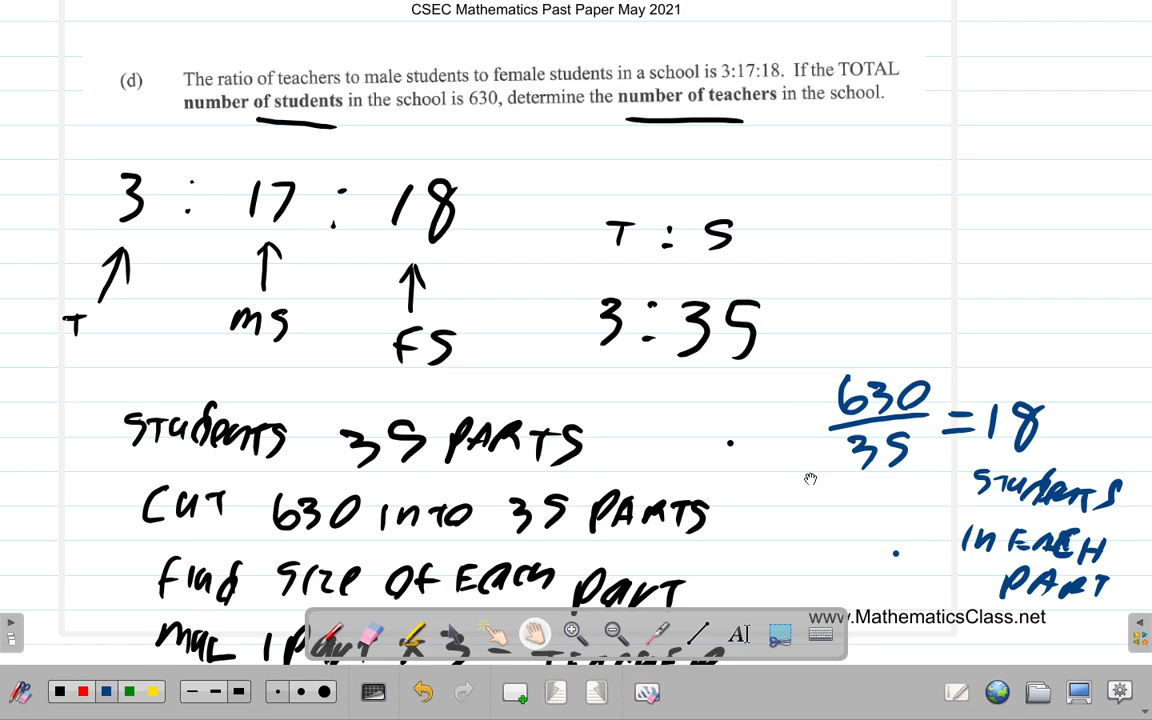 CSEC Mathematics Past Paper May 2021
(d) The ratio of teachers to male students to female students in a school is 3:17:18. If the TOTAL
number of students in the school is 630, determine the number of teachers in the school.
3 : 17 : 18
T : S
T
MS
FS
3 : 35
630
35
= 18
Students 35 PARTS
Students
Cut 630 into 35 PARTS
in EACH
Find Size of Each part
PART
www.MathematicsClass.net
1 Part × 3 =